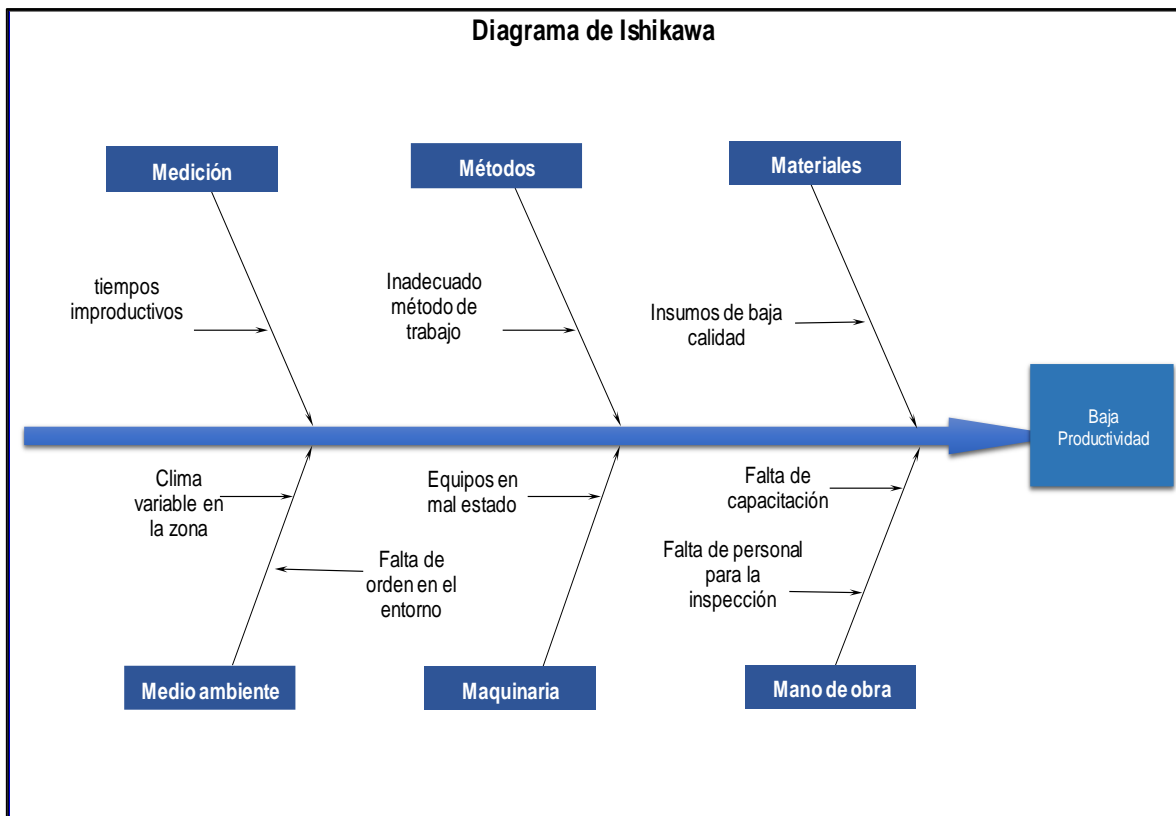 Diagrama de Ishikawa
Medición
Métodos
Materiales
tiempos
improductivos
Inadecuado
método de
trabajo
Insumos de baja
calidad
Baja
Productividad
Clima
variable en
la zona
Equipos en
mal estado
Falta de
capacitación
Falta de
orden en el
entorno
Falta de personal
para la
inspección
Medio ambiente
Maquinaria
Mano de obra